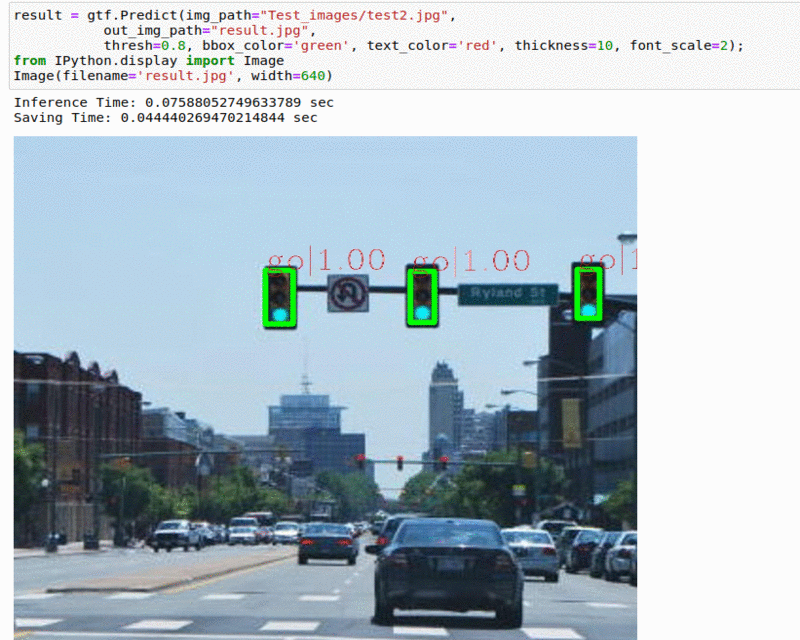 result = gtf.Predict(img_path="Test_images/test2.jpg",
out_img_path="result.jpg",
thresh=0.8, bbox_color='green', text_color='red', thickness=10, font_scale=2);
from IPython.display import Image
Image(filename='result.jpg', width=640)
Inference Time: 0.07588052749633789 sec
Saving Time: 0.044440269470214844 sec
go|1.00 go|1.00 go|1
Ryland St